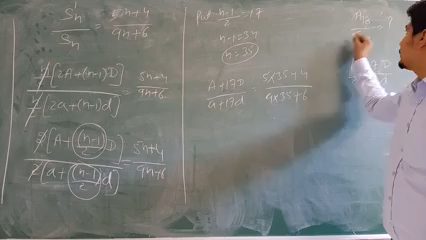 S'n / Sn = 5n+4 / 9n+6
n/2 [2A+(n-1)D] / n/2 [2a+(n-1)d] = 5n+4 / 9n+6
2/2 [A+(n-1)/2 D] / 2/2 [a+(n-1)/2 d] = 5n+4 / 9n+6
Put n-1/2 = 17
n-1=34
n=35
A+17D / a+17d = 5×35+4 / 9×35+6